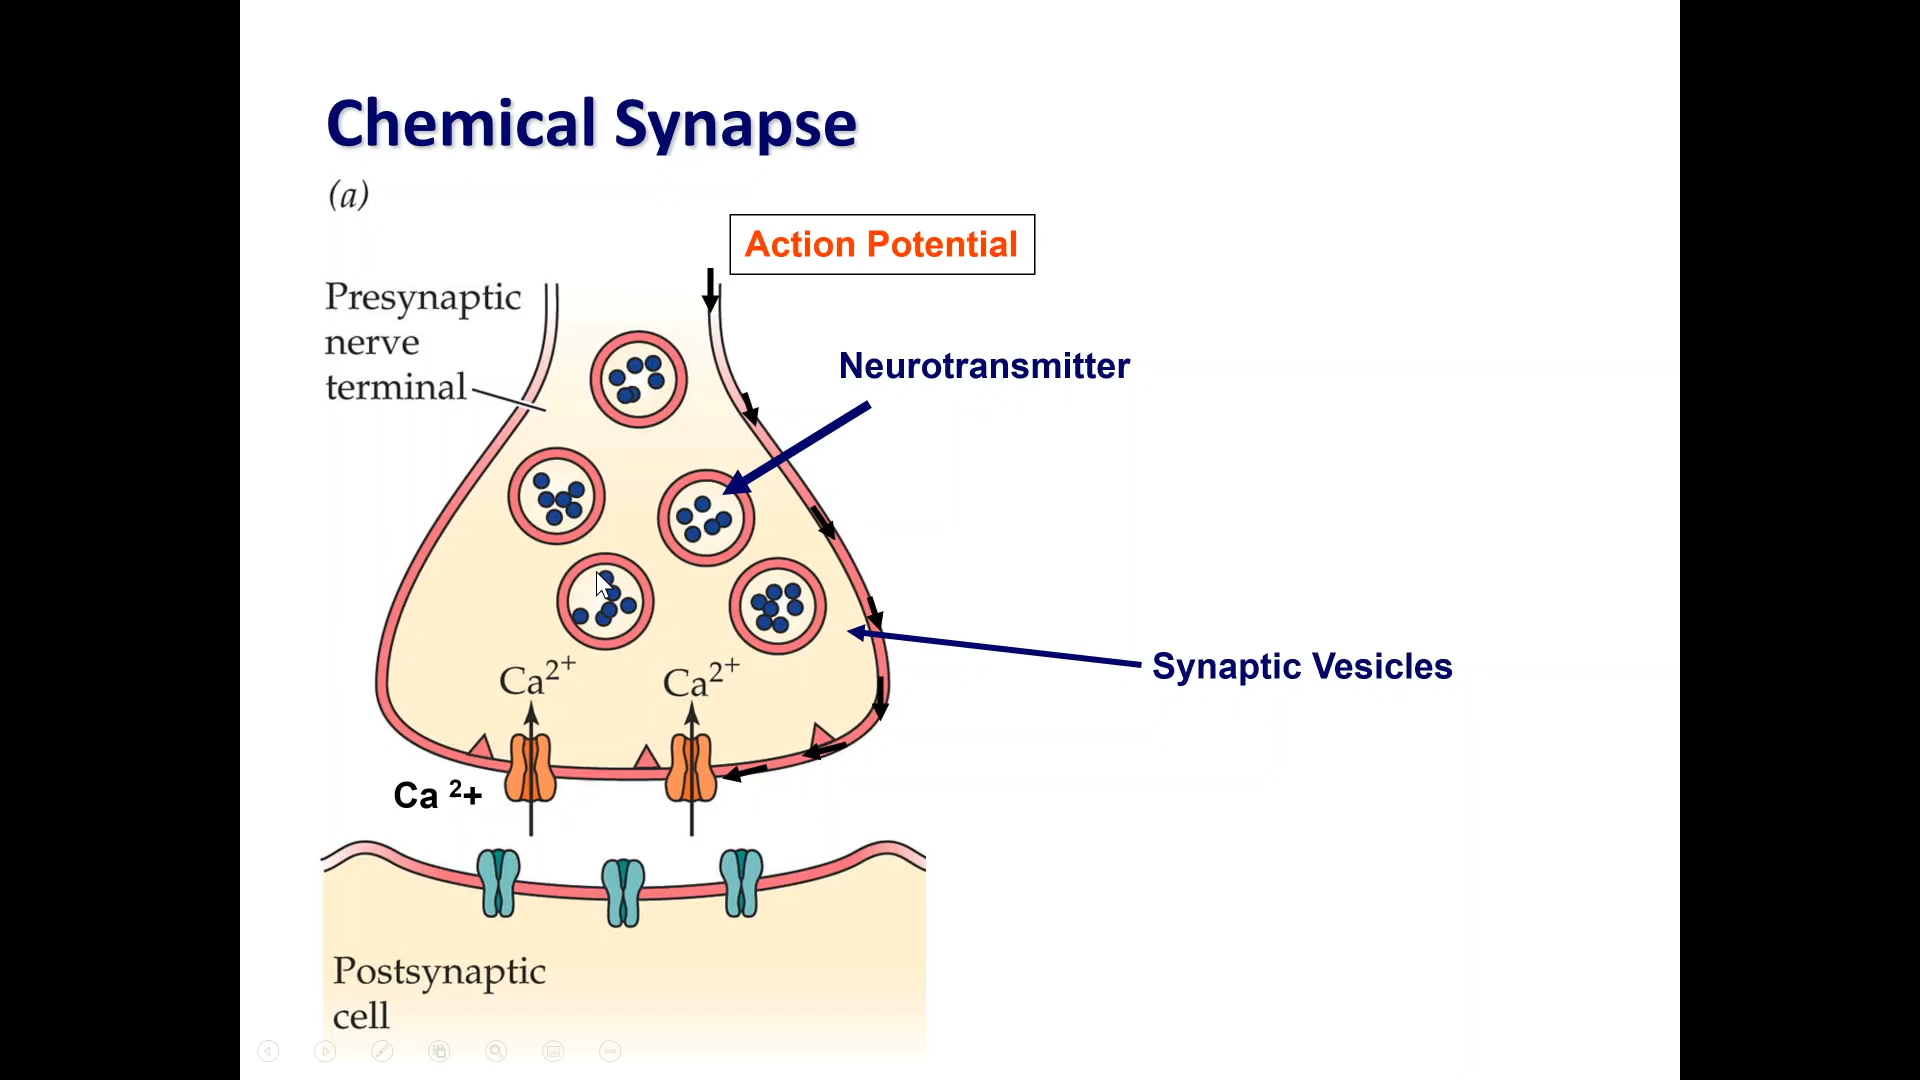 Chemical Synapse
(a)
Action Potential
Presynaptic
nerve
terminal
Neurotransmitter
Synaptic Vesicles
Ca2+ Ca2+
Ca 2+
Postsynaptic
cell